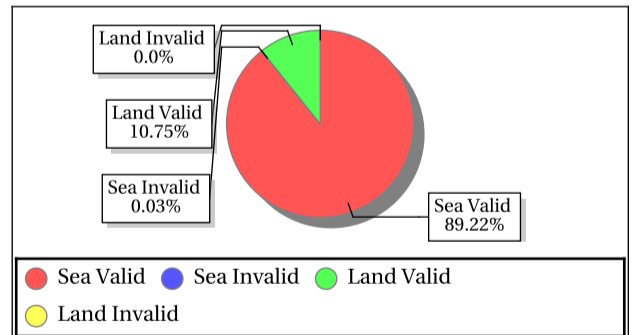 Land Invalid
0.0%
Land Valid
10.75%
Sea Invalid
0.03%
Sea Valid
89.22%
Sea Valid Sea Invalid Land Valid
Land Invalid